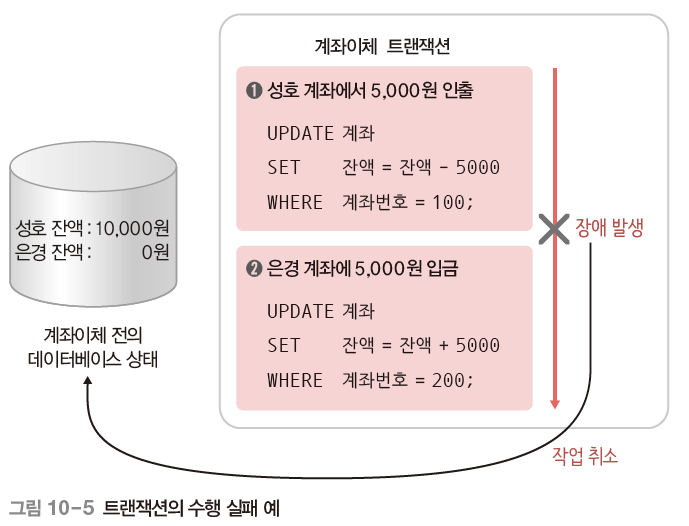 계좌이체 트랜잭션
❶ 성호 계좌에서 5,000원 인출
UPDATE 계좌
SET 잔액 = 잔액 - 5000
WHERE 계좌번호 = 100;
장애 발생
❷ 은경 계좌에 5,000원 입금
UPDATE 계좌
SET 잔액 = 잔액 + 5000
WHERE 계좌번호 = 200;
성호 잔액 : 10,000원
은경 잔액 : 0원
계좌이체 전의
데이터베이스 상태
작업 취소
그림 10-5 트랜잭션의 수행 실패 예